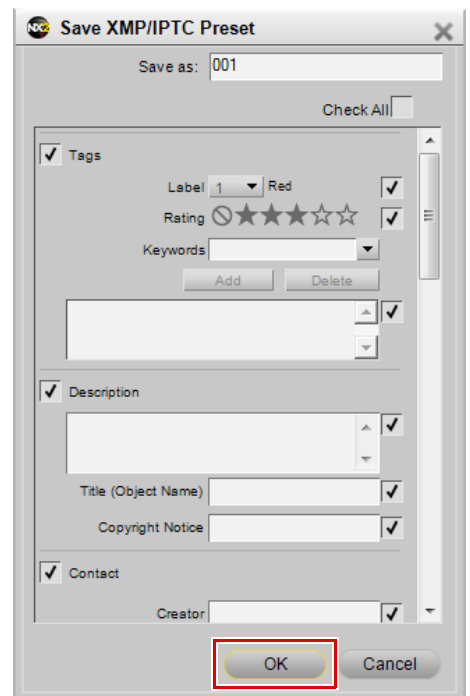 NX2 Save XMP/IPTC Preset
Save as: 001
Check All
Tags
Label 1 Red
Rating
Keywords
Add Delete
Description
Title (Object Name)
Copyright Notice
Contact
Creator
OK Cancel